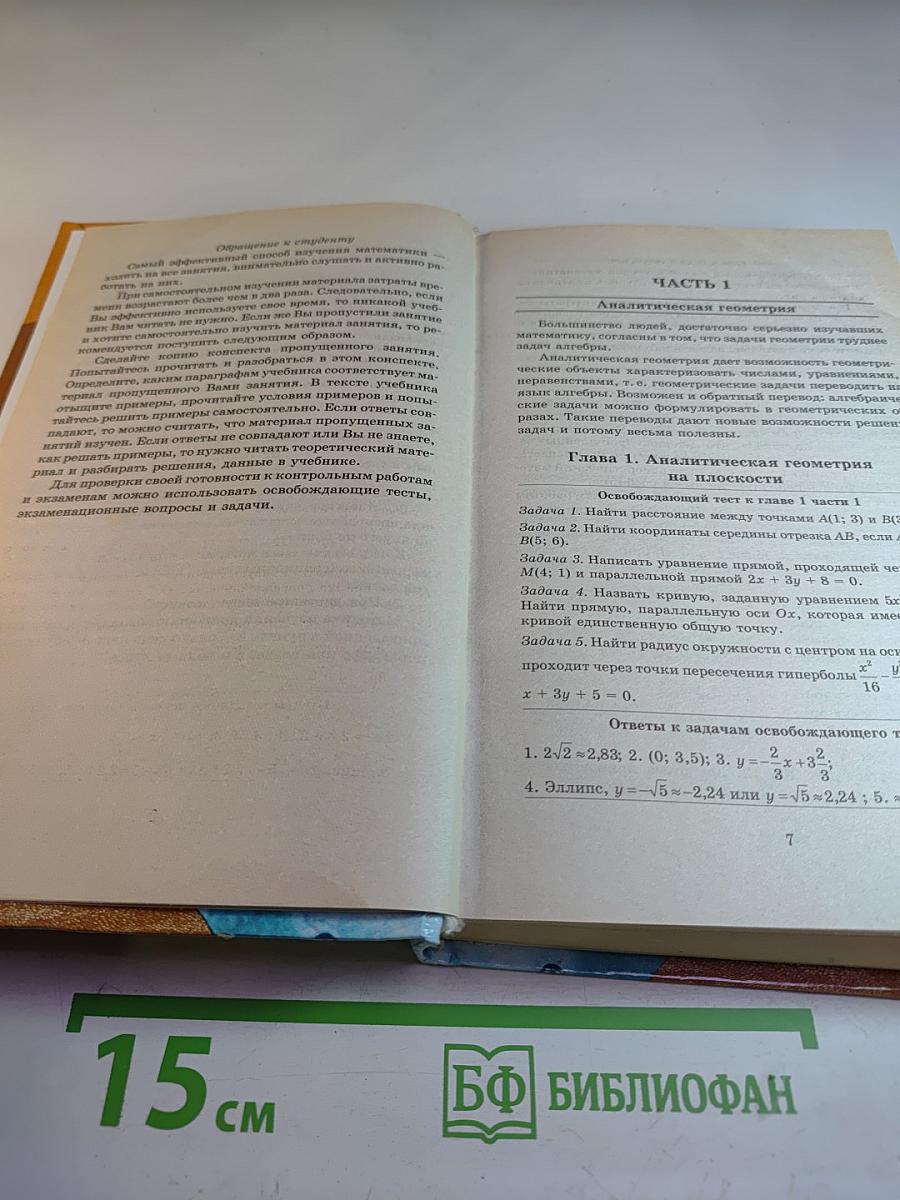 Обращение к студенту
Самый эффективный способ изучения математики —
ходить на все занятия, внимательно слушать и активно ра-
ботать на них.
При самостоятельном изучении материала затраты вре-
мени возрастают более чем в два раза. Следовательно, если
Вы эффективно используете свое время, то никакой учеб-
ник Вам читать не нужно. Если же Вы пропустили занятие
и хотите самостоятельно изучить материал занятия, то ре-
комендуется поступить следующим образом.
Сделайте копию конспекта пропущенного занятия.
Попытайтесь прочитать и разобраться в этом конспекте.
Определите, каким параграфам учебника соответствует ма-
териал пропущенного Вами занятия. В тексте учебника
отыщите примеры, прочитайте условия примеров и попы-
тайтесь решить примеры самостоятельно. Если ответы сов-
падают, то можно считать, что материал пропущенных за-
нятий изучен. Если ответы не совпадают или Вы не знаете,
как решать примеры, то нужно читать теоретический мате-
риал и разбирать решения, данные в учебнике.
Для проверки своей готовности к контрольным работам
и экзаменам можно использовать освобождающие тесты,
экзаменационные вопросы и задачи.
ЧАСТЬ 1
Аналитическая геометрия
Большинство людей, достаточно серьезно изучавших
математику, согласны в том, что задачи геометрии труднее
задач алгебры.
Аналитическая геометрия дает возможность геометри-
ческие объекты характеризовать числами, уравнениями,
неравенствами, т. е. геометрические задачи переводить на
язык алгебры. Возможен и обратный перевод: алгебраиче
ские задачи можно формулировать в геометрических о
разах. Такие переводы дают новые возможности решен
задач и потому весьма полезны.
Глава 1. Аналитическая геометрия
на плоскости
Освобождающий тест к главе 1 части 1
Задача 1. Найти расстояние между точками A(1; 3) и B(3
Задача 2. Найти координаты середины отрезка AB, если A
B(5; 6).
Задача 3. Написать уравнение прямой, проходящей че
M(4; 1) и параллельной прямой 2x + 3y + 8 = 0.
Задача 4. Назвать кривую, заданную уравнением 5x
Найти прямую, параллельную оси Ox, которая име
кривой единственную общую точку.
Задача 5. Найти радиус окружности с центром на оси
проходит через точки пересечения гиперболы x²/16 − y
x + 3y + 5 = 0.
Ответы к задачам освобождающего т
1. 2√2 ≈ 2,83; 2. (0; 3,5); 3. y = −2/3 x + 3 2/3;
4. Эллипс, y = −√5 ≈ −2,24 или y = √5 ≈ 2,24 ; 5. ≈
7
15 см
БФ БИБЛИОФАН